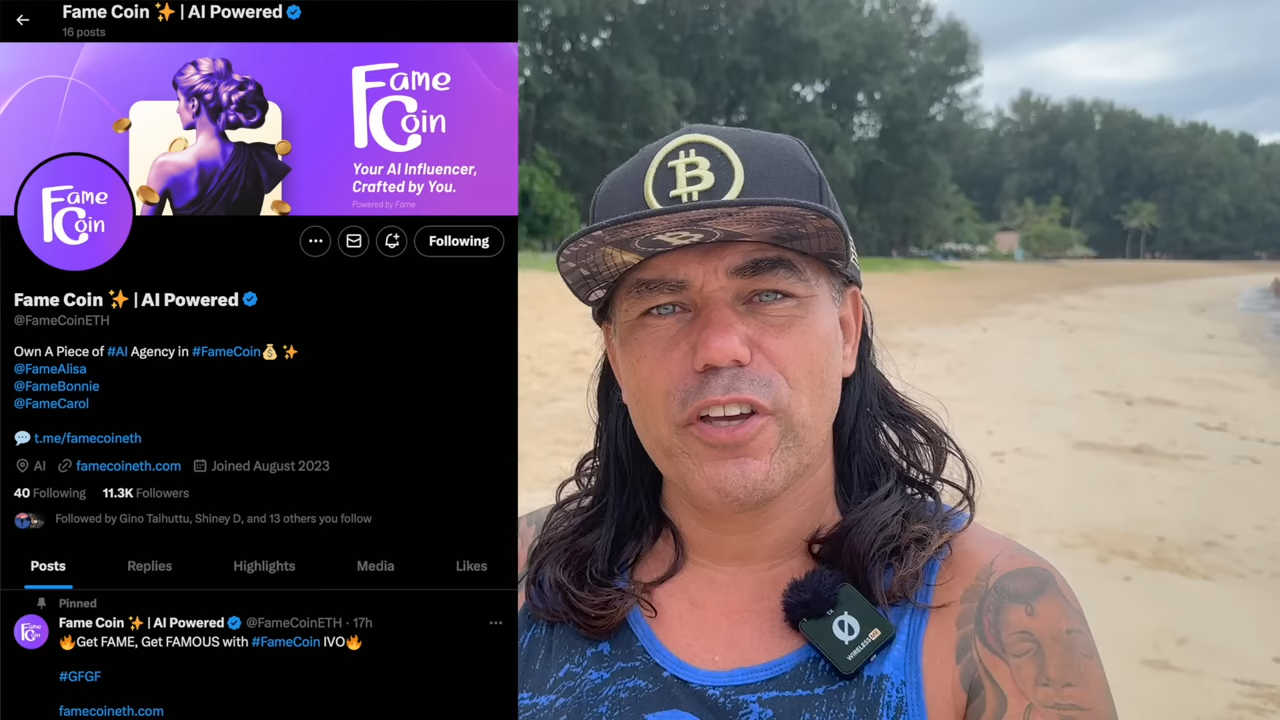 Fame Coin ✨ | AI Powered
16 posts
Fame
Coin
Your AI Influencer,
Crafted by You.
Powered by Fame
Fame
Coin
Following
Fame Coin ✨ | AI Powered
@FameCoinETH
Own A Piece of #AI Agency in #FameCoin💰✨
@FameAlisa
@FameBonnie
@FameCarol
💬 t.me/famecoineth
AI famecoineth.com Joined August 2023
40 Following 11.3K Followers
Followed by Gino Taihuttu, Shiney D, and 13 others you follow
Posts Replies Highlights Media Likes
Pinned
Fame Coin ✨ | AI Powered @FameCoinETH · 17h
🔥Get FAME, Get FAMOUS with #FameCoin IVO🔥
#GFGF
famecoineth.com
Fame
Coin
₿
TX
WIRELESS ME